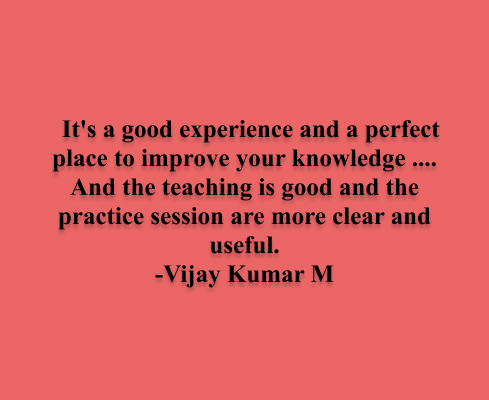 It's a good experience and a perfect
place to improve your knowledge ....
And the teaching is good and the
practice session are more clear and
useful.
-Vijay Kumar M